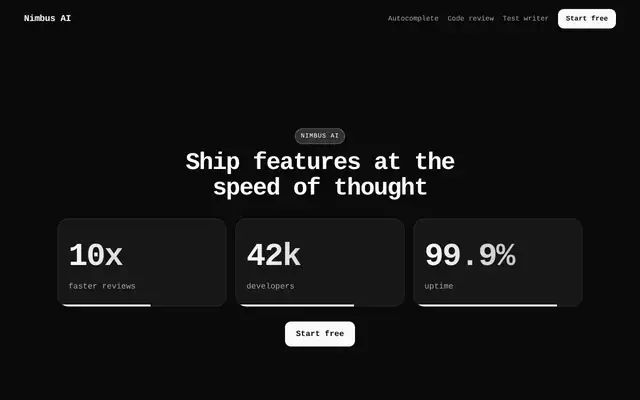 Nimbus AI
Autocomplete Code review Test writer Start free
NIMBUS AI
Ship features at the
speed of thought
10x
faster reviews
42k
developers
99.9%
uptime
Start free